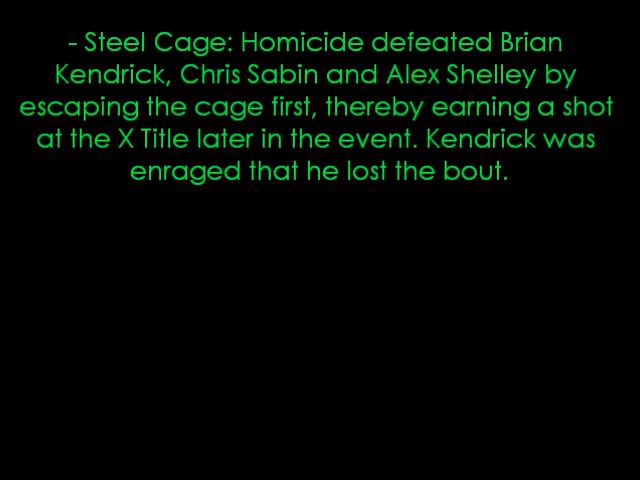 - Steel Cage: Homicide defeated Brian
Kendrick, Chris Sabin and Alex Shelley by
escaping the cage first, thereby earning a shot
at the X Title later in the event. Kendrick was
enraged that he lost the bout.